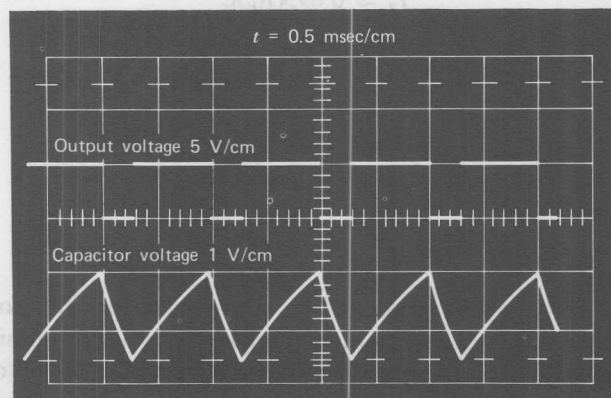 t = 0.5 msec/cm
Output voltage 5 V/cm
Capacitor voltage 1 V/cm